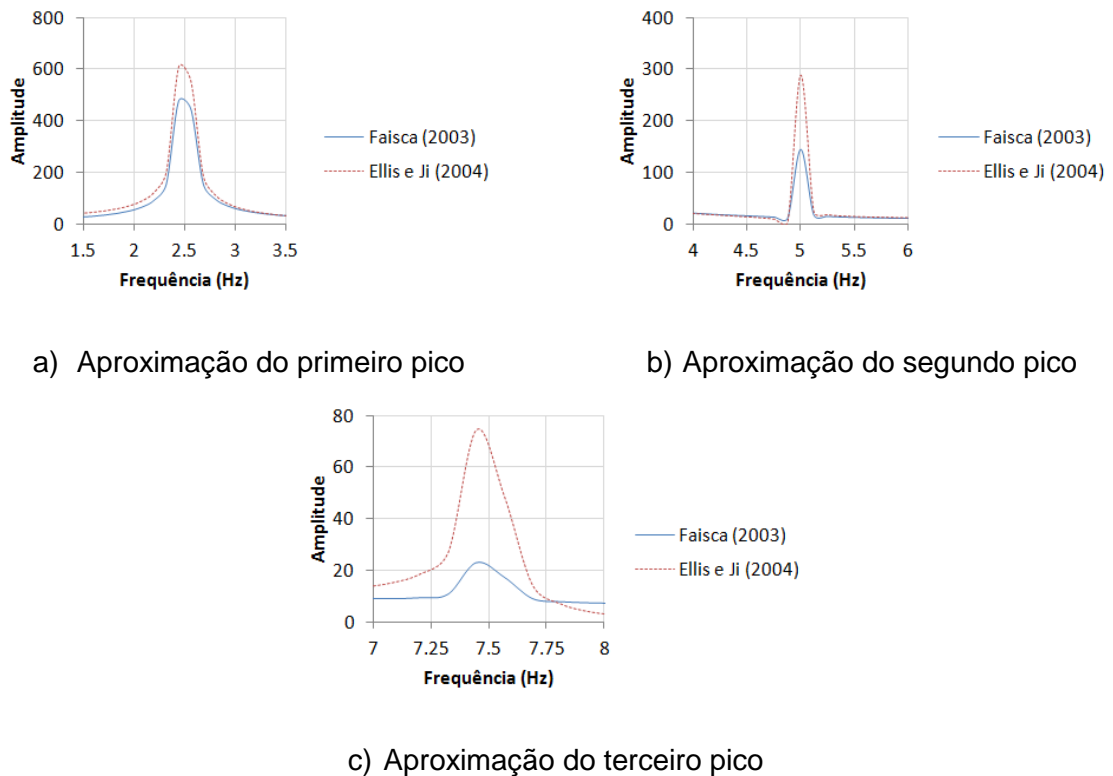 800
600
400
200
0
Amplitude
1.5 2 2.5 3 3.5
Frequência (Hz)
Faisca (2003)
Ellis e Ji (2004)
400
300
200
100
0
Amplitude
4 4.5 5 5.5 6
Frequência (Hz)
Faisca (2003)
Ellis e Ji (2004)
a) Aproximação do primeiro pico
b) Aproximação do segundo pico
80
60
40
20
0
Amplitude
7 7.25 7.5 7.75 8
Frequência (Hz)
Faisca (2003)
Ellis e Ji (2004)
c) Aproximação do terceiro pico